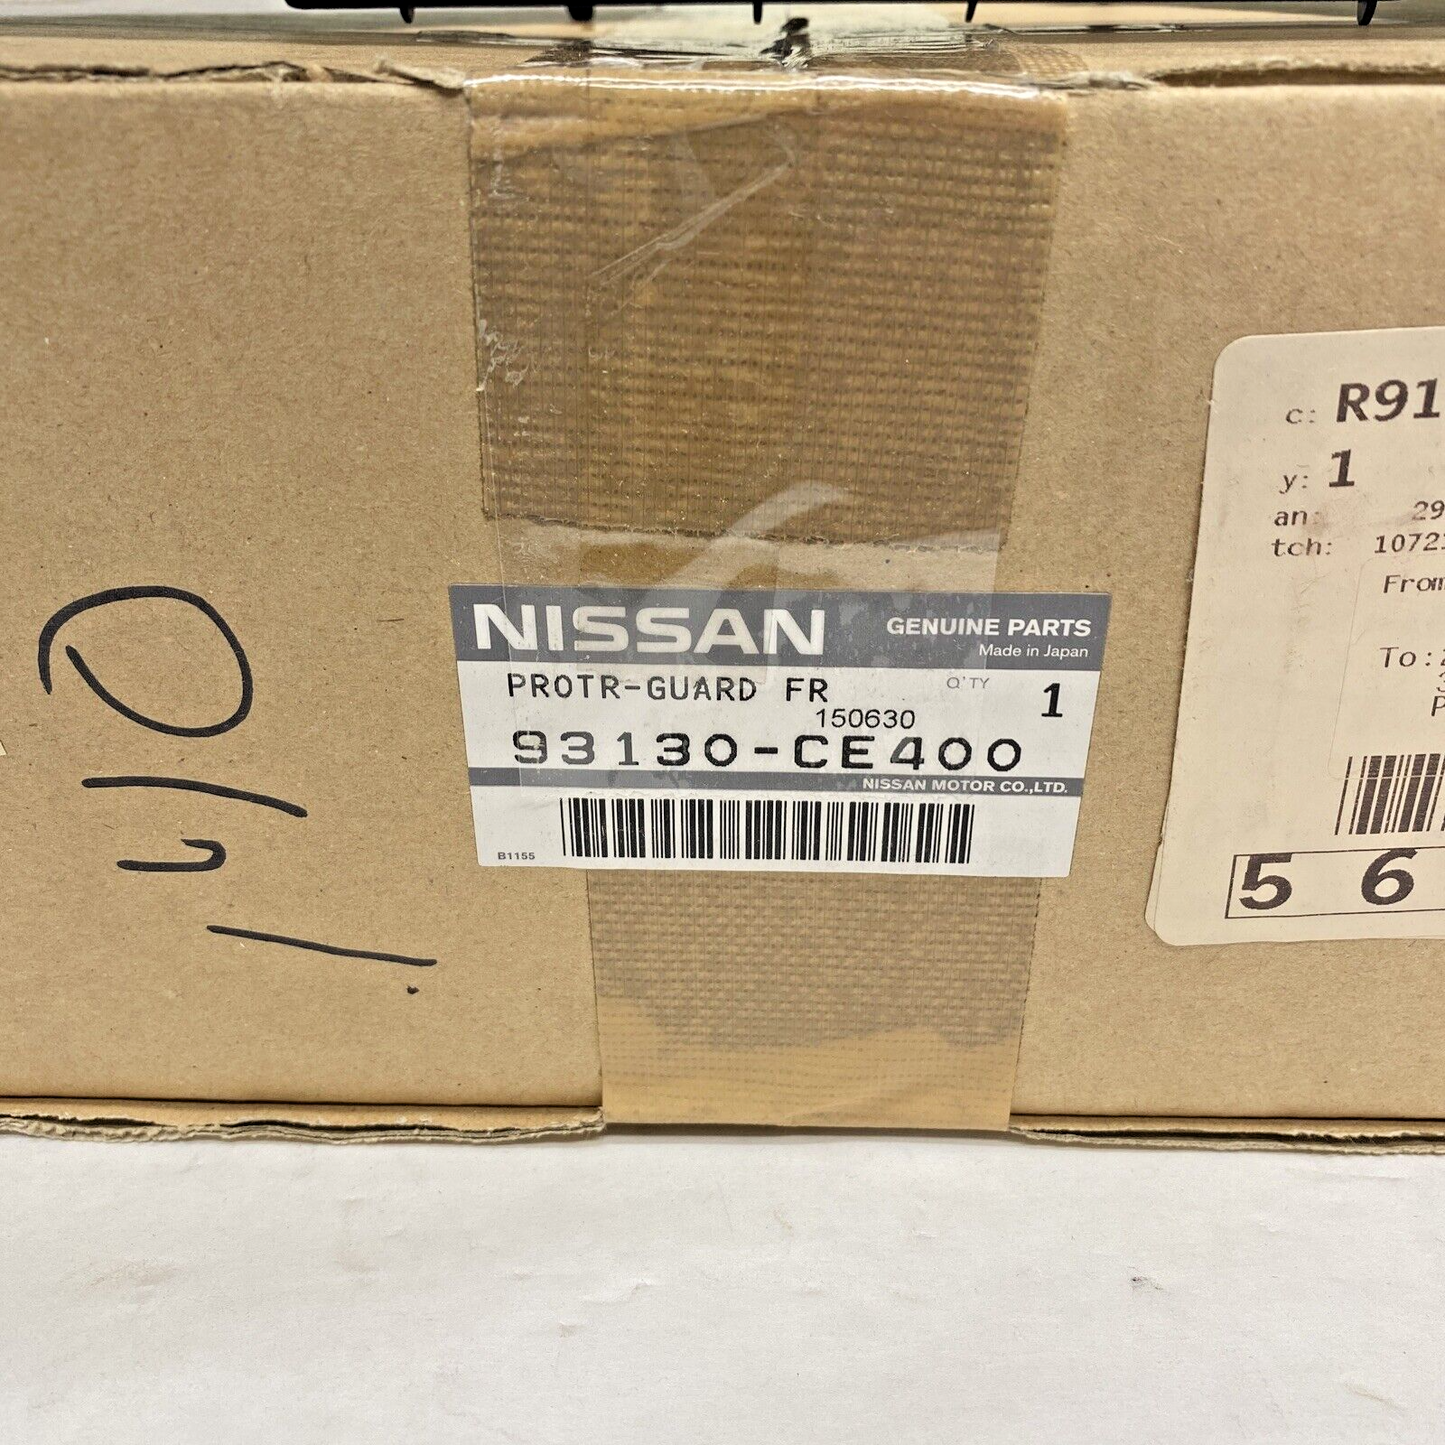 NISSAN
GENUINE PARTS
Made in Japan
PROTR-GUARD FR
Q'TY
1
150630
93130-CE400
NISSAN MOTOR CO.,LTD.
B1155
c: R91
y: 1
an: 29
tch: 1072
From
To:
P
5 6